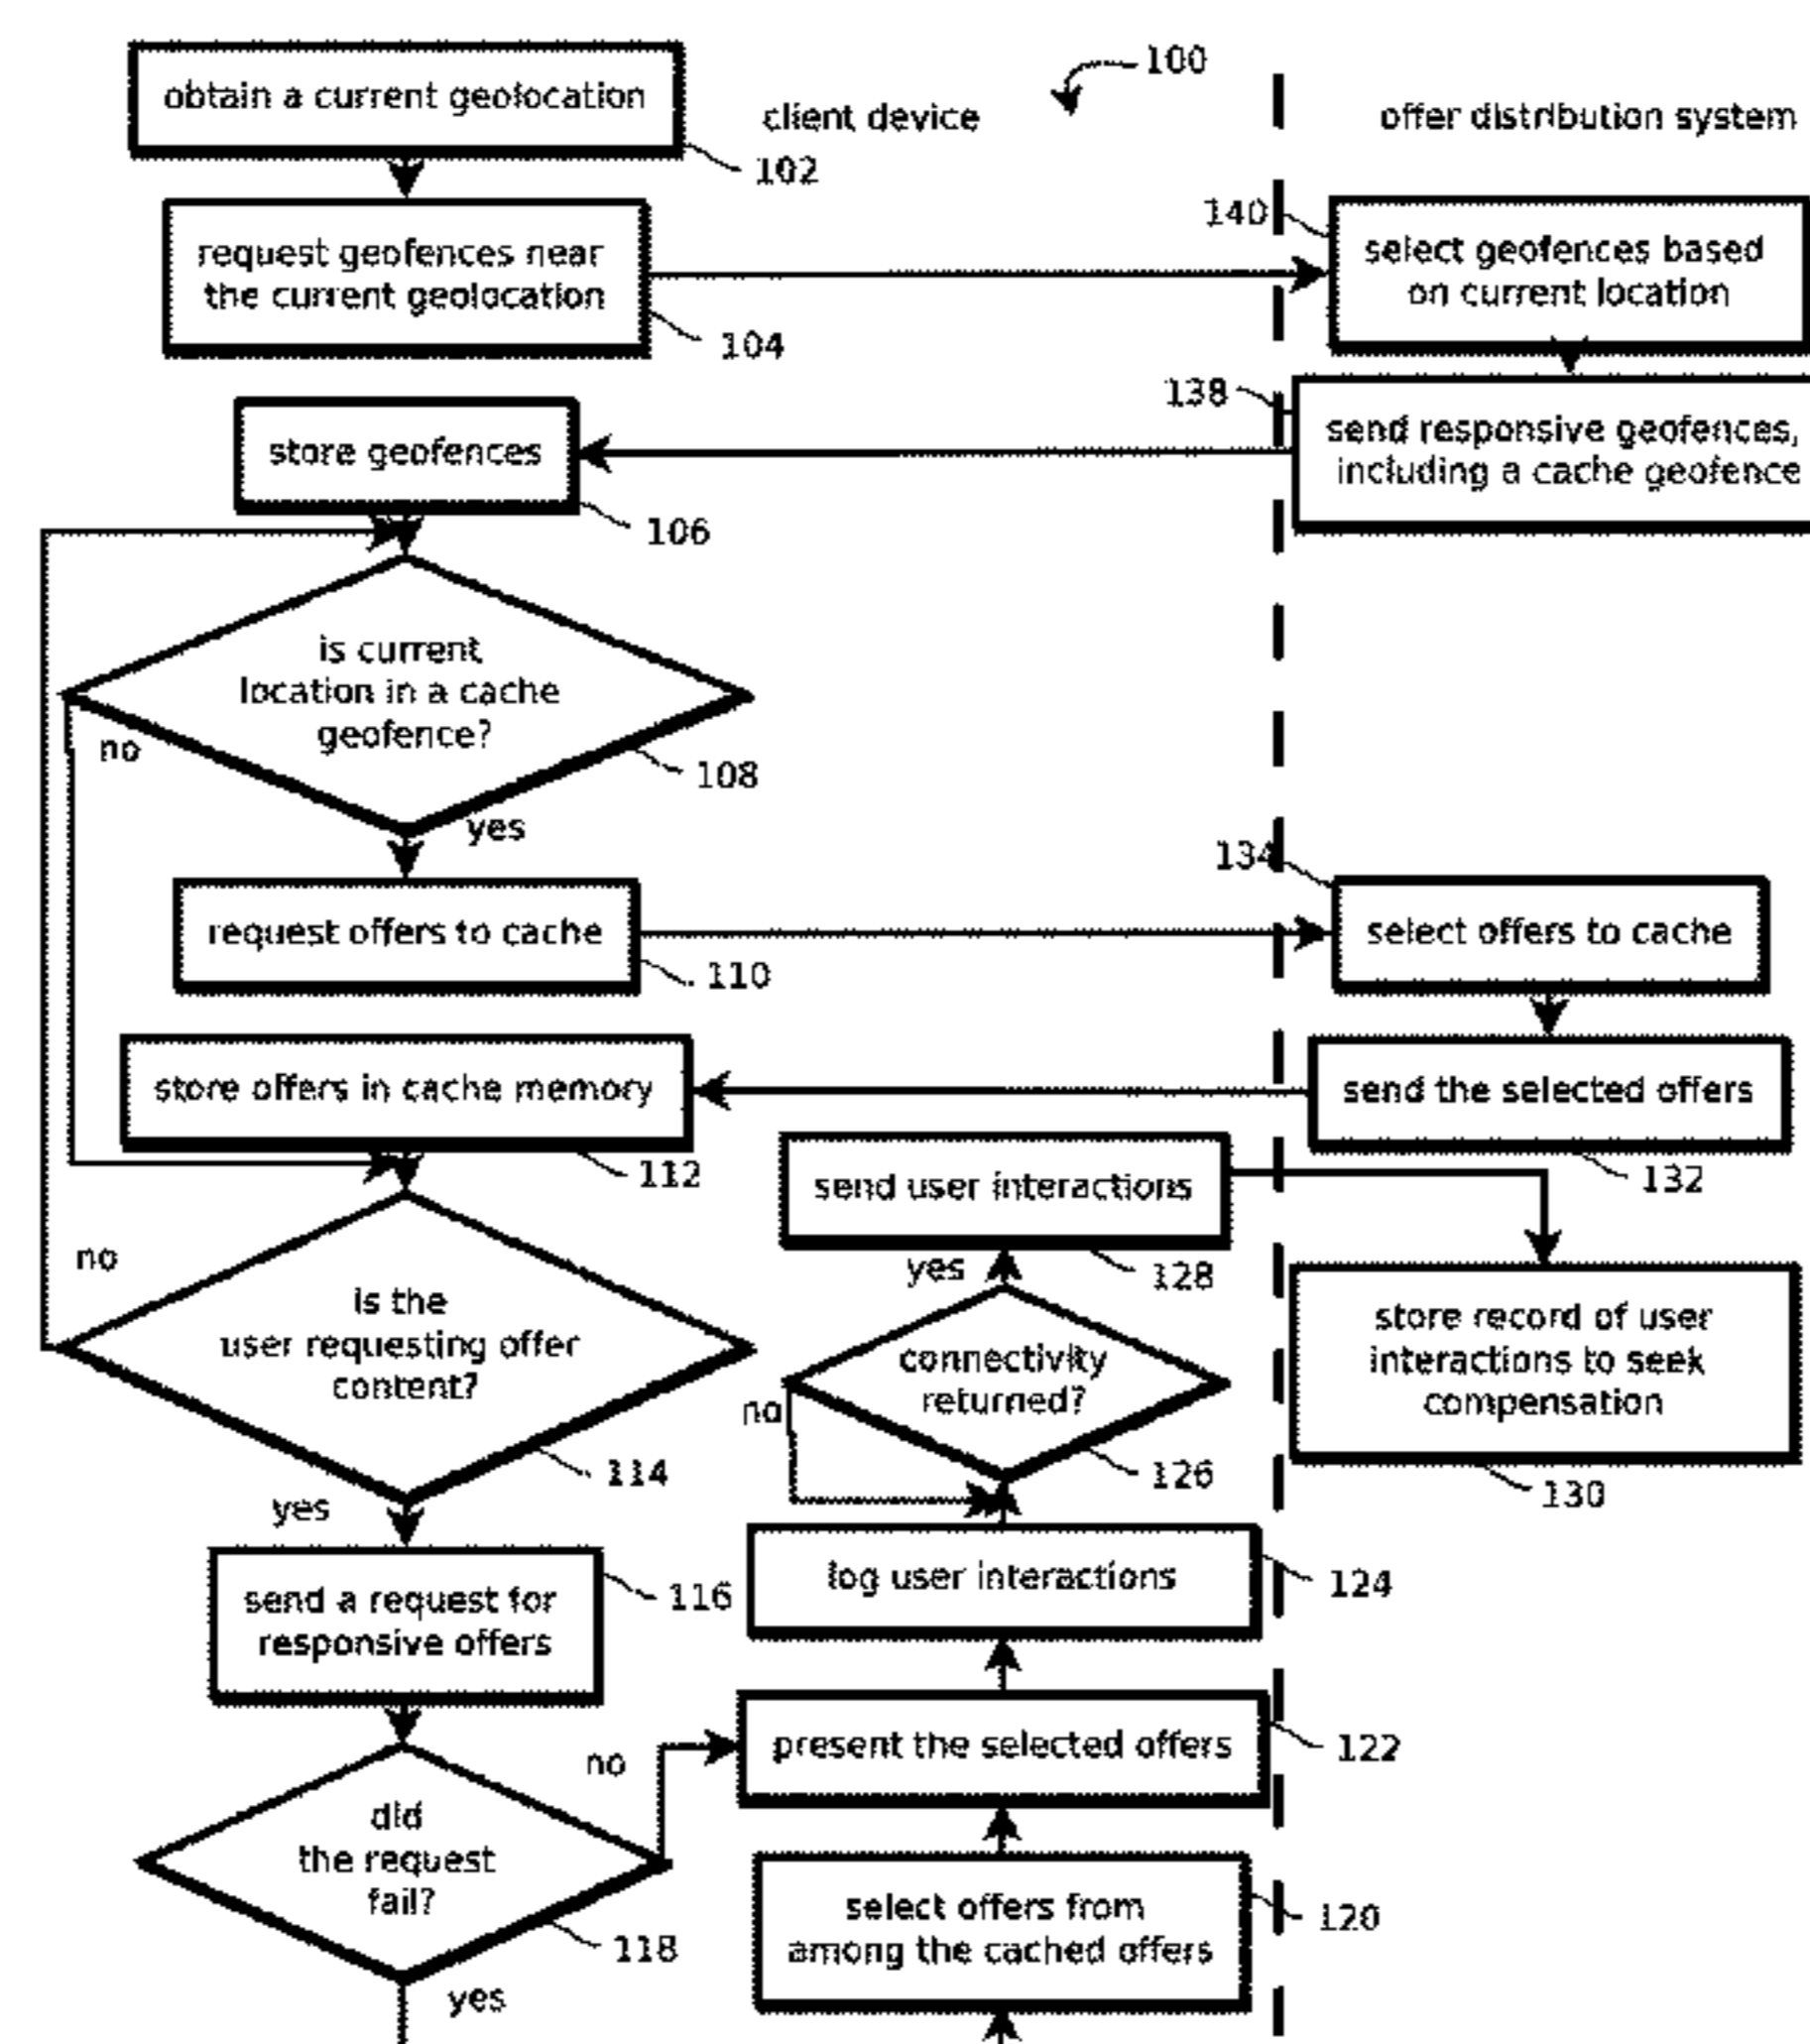 100
client device
offer distribution system
obtain a current geolocation
102
request geofences near
the current geolocation
104
140
select geofences based
on current location
138
send responsive geofences,
including a cache geofence
store geofences
106
is current
location in a cache
geofence?
no
108
yes
134
request offers to cache
110
select offers to cache
store offers in cache memory
112
send the selected offers
132
send user interactions
128
no
is the
user requesting offer
content?
114
yes
yes
connectivity
returned?
no
126
store record of user
interactions to seek
compensation
130
send a request for
responsive offers
116
log user interactions
124
no
present the selected offers
122
did
the request
fail?
118
yes
select offers from
among the cached offers
120